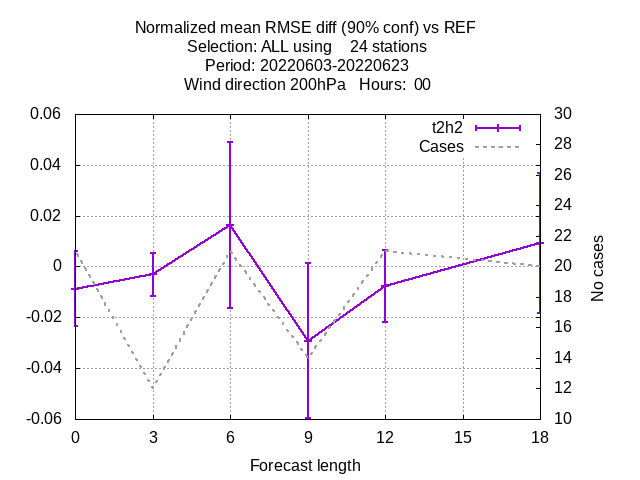 Normalized mean RMSE diff (90% conf) vs REF
Selection: ALL using    24 stations
Period: 20220603-20220623
Wind direction 200hPa   Hours:  00
t2h2
Cases
0.06
0.04
0.02
0
-0.02
-0.04
-0.06
30
28
26
24
22
20
18
16
14
12
10
No cases
0 3 6 9 12 15 18
Forecast length